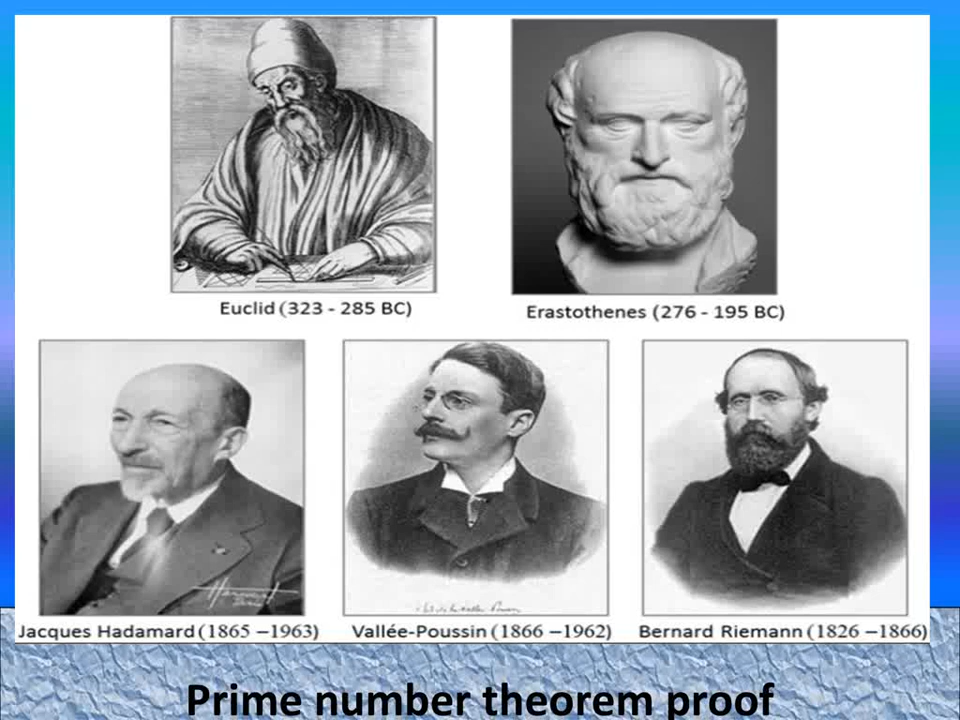 Euclid (323 - 285 BC)
Erastothenes (276 - 195 BC)
Jacques Hadamard (1865 –1963)
Vallée-Poussin (1866 –1962)
Bernard Riemann (1826 –1866)
Prime number theorem proof